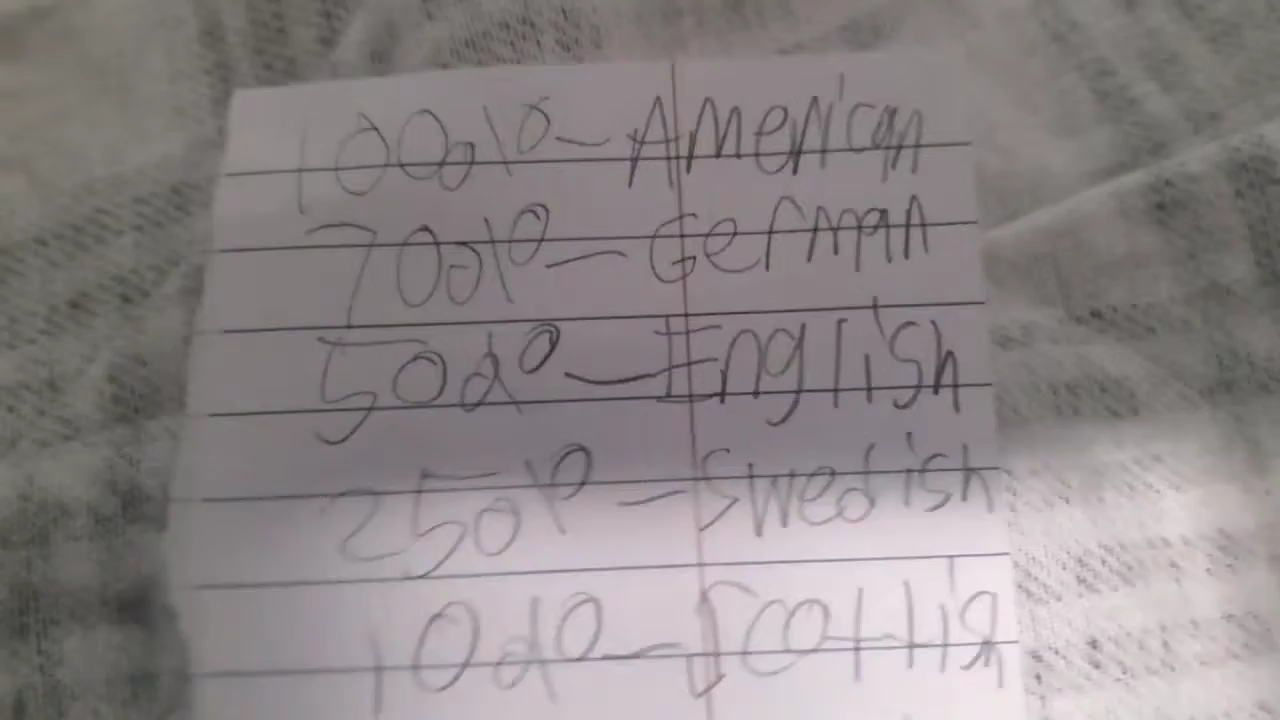 100% - American
70% - German
50% - English
25% - Swedish
10% - Scottish